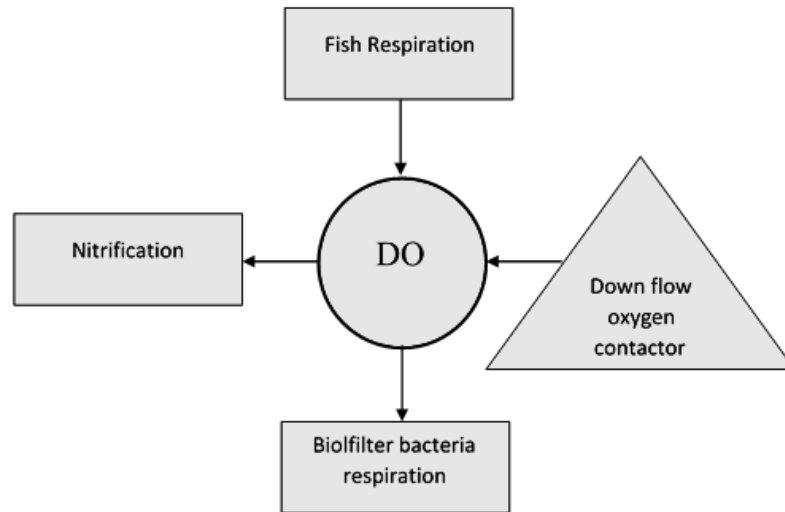 Fish Respiration
Nitrification
DO
Down flow
oxygen
contactor
Biolfilter bacteria
respiration